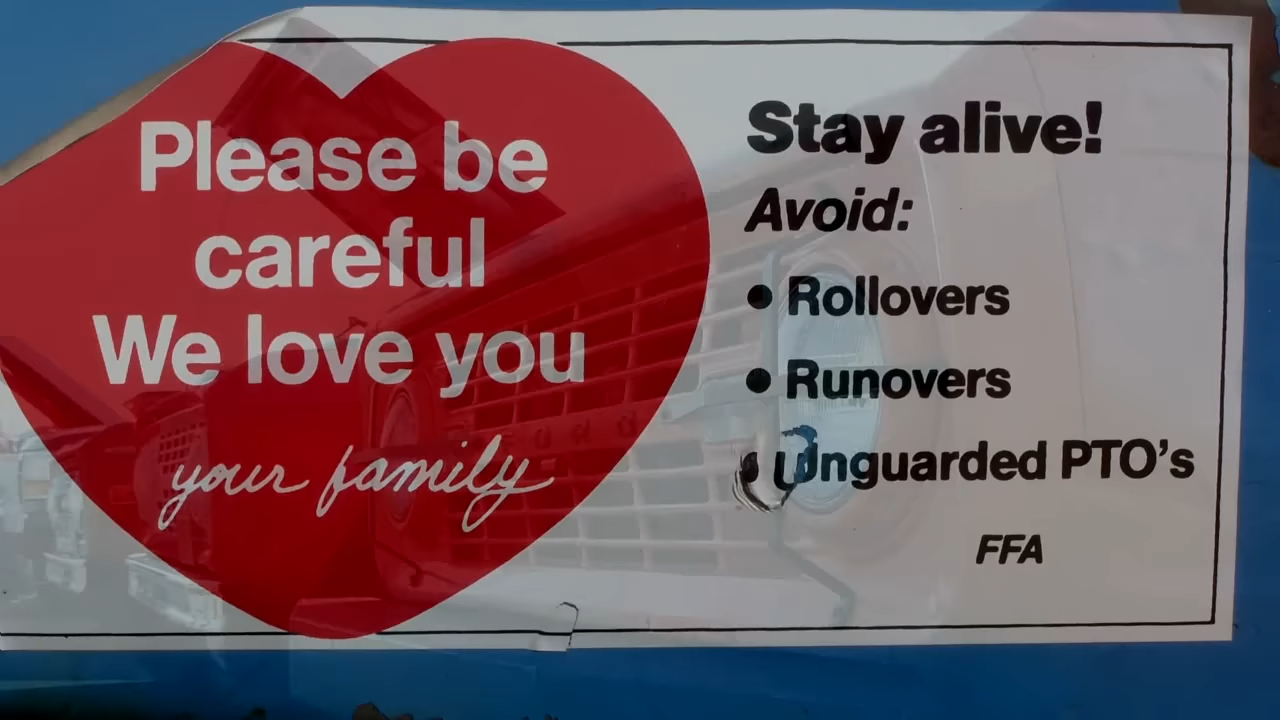 Please be
careful
We love you
your family
Stay alive!
Avoid:
• Rollovers
• Runovers
• Unguarded PTO's
FFA